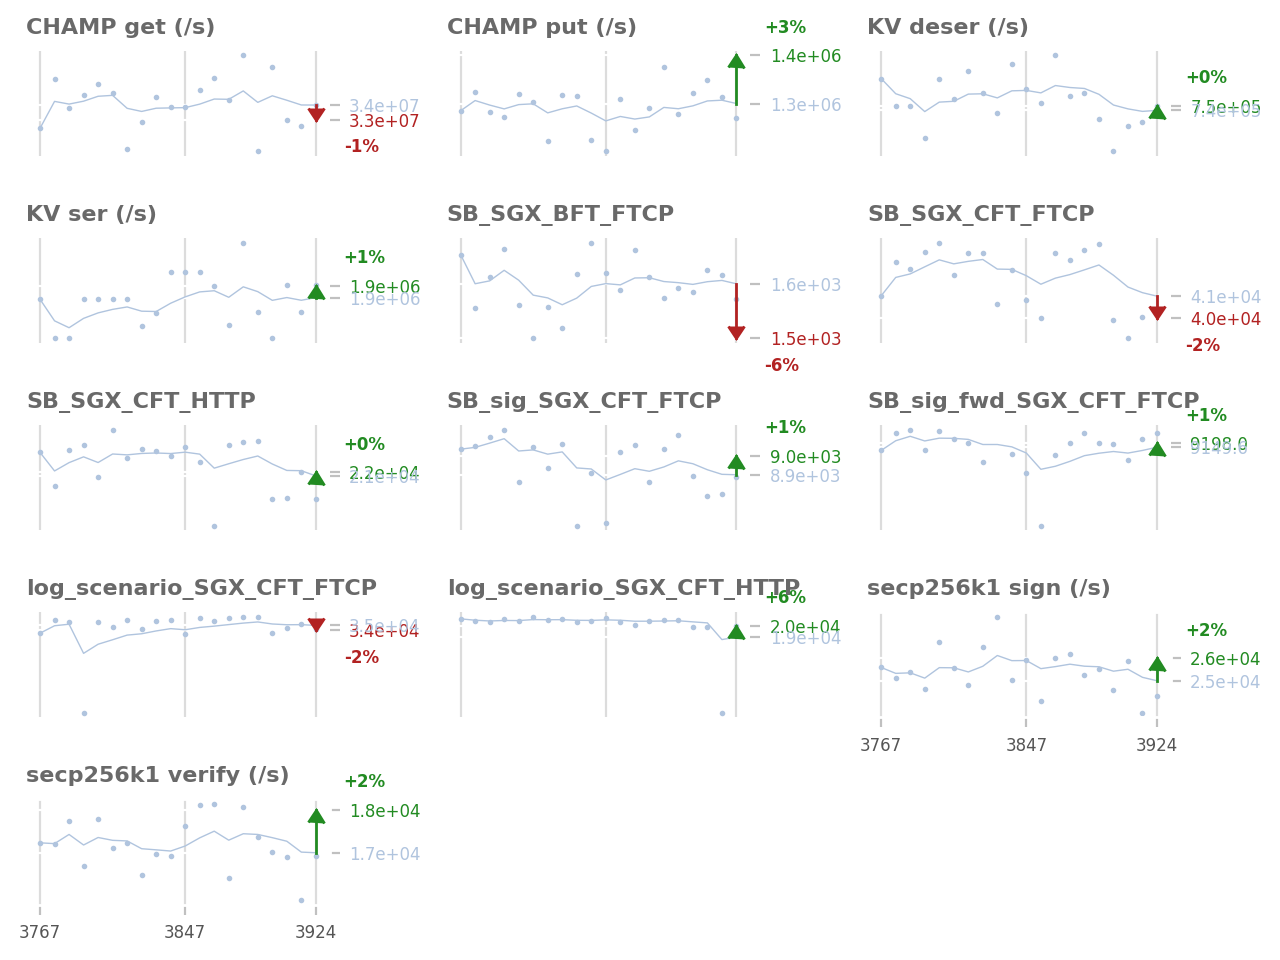 CHAMP get (/s)
3.4e+07
3.3e+07
-1%
CHAMP put (/s)
+3%
1.4e+06
1.3e+06
KV deser (/s)
+0%
7.5e+05
7.4e+05
KV ser (/s)
+1%
1.9e+06
1.9e+06
SB_SGX_BFT_FTCP
1.6e+03
1.5e+03
-6%
SB_SGX_CFT_FTCP
4.1e+04
4.0e+04
-2%
SB_SGX_CFT_HTTP
+0%
2.2e+04
2.1e+04
SB_sig_SGX_CFT_FTCP
+1%
9.0e+03
8.9e+03
SB_sig_fwd_SGX_CFT_FTCP
+1%
log_scenario_SGX_CFT_FTCP
3.5e+04
3.4e+04
-2%
log_scenario_SGX_CFT_HTTP
+6%
2.0e+04
1.9e+04
secp256k1 sign (/s)
+2%
2.6e+04
2.5e+04
3767 3847 3924
secp256k1 verify (/s)
+2%
1.8e+04
1.7e+04
3767 3847 3924